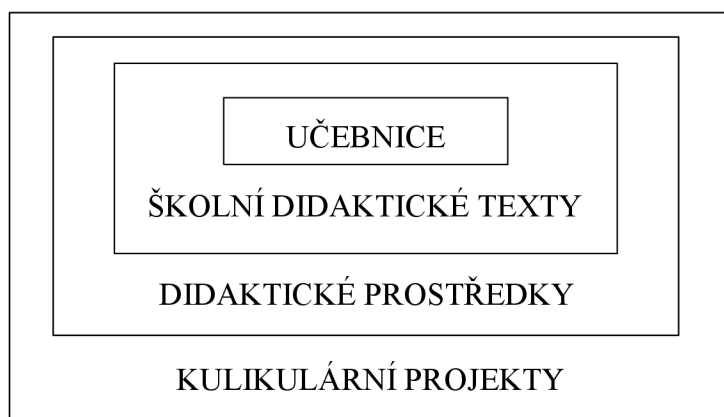 UČEBNICE
ŠKOLNÍ DIDAKTICKÉ TEXTY
DIDAKTICKÉ PROSTŘEDKY
KULIKULÁRNÍ PROJEKTY